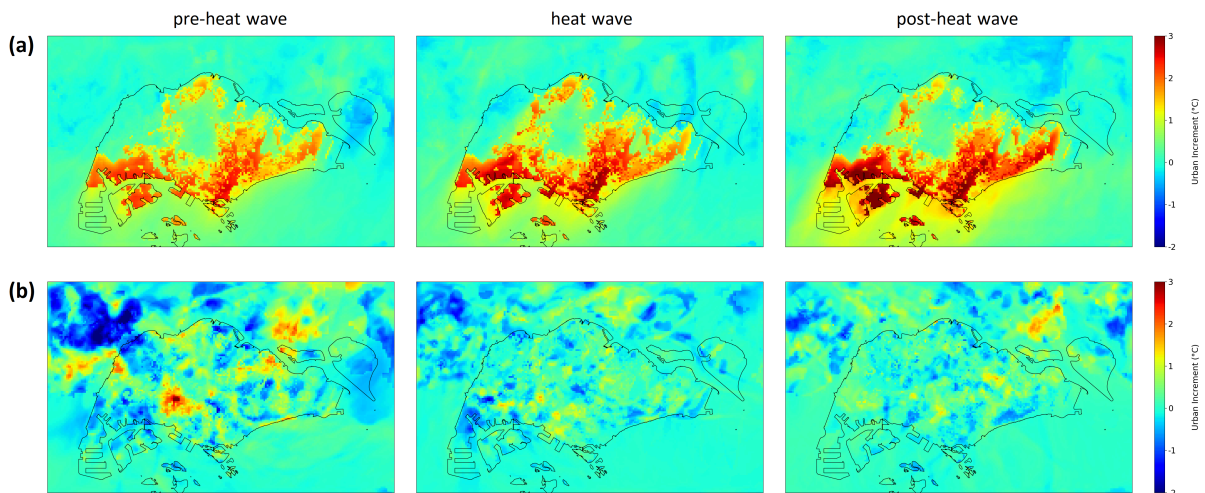 pre-heat wave
heat wave
post-heat wave
(a)
3
2
1
0
-1
-2
Urban Increment (°C)
(b)
3
2
1
0
-1
-2
Urban Increment (°C)